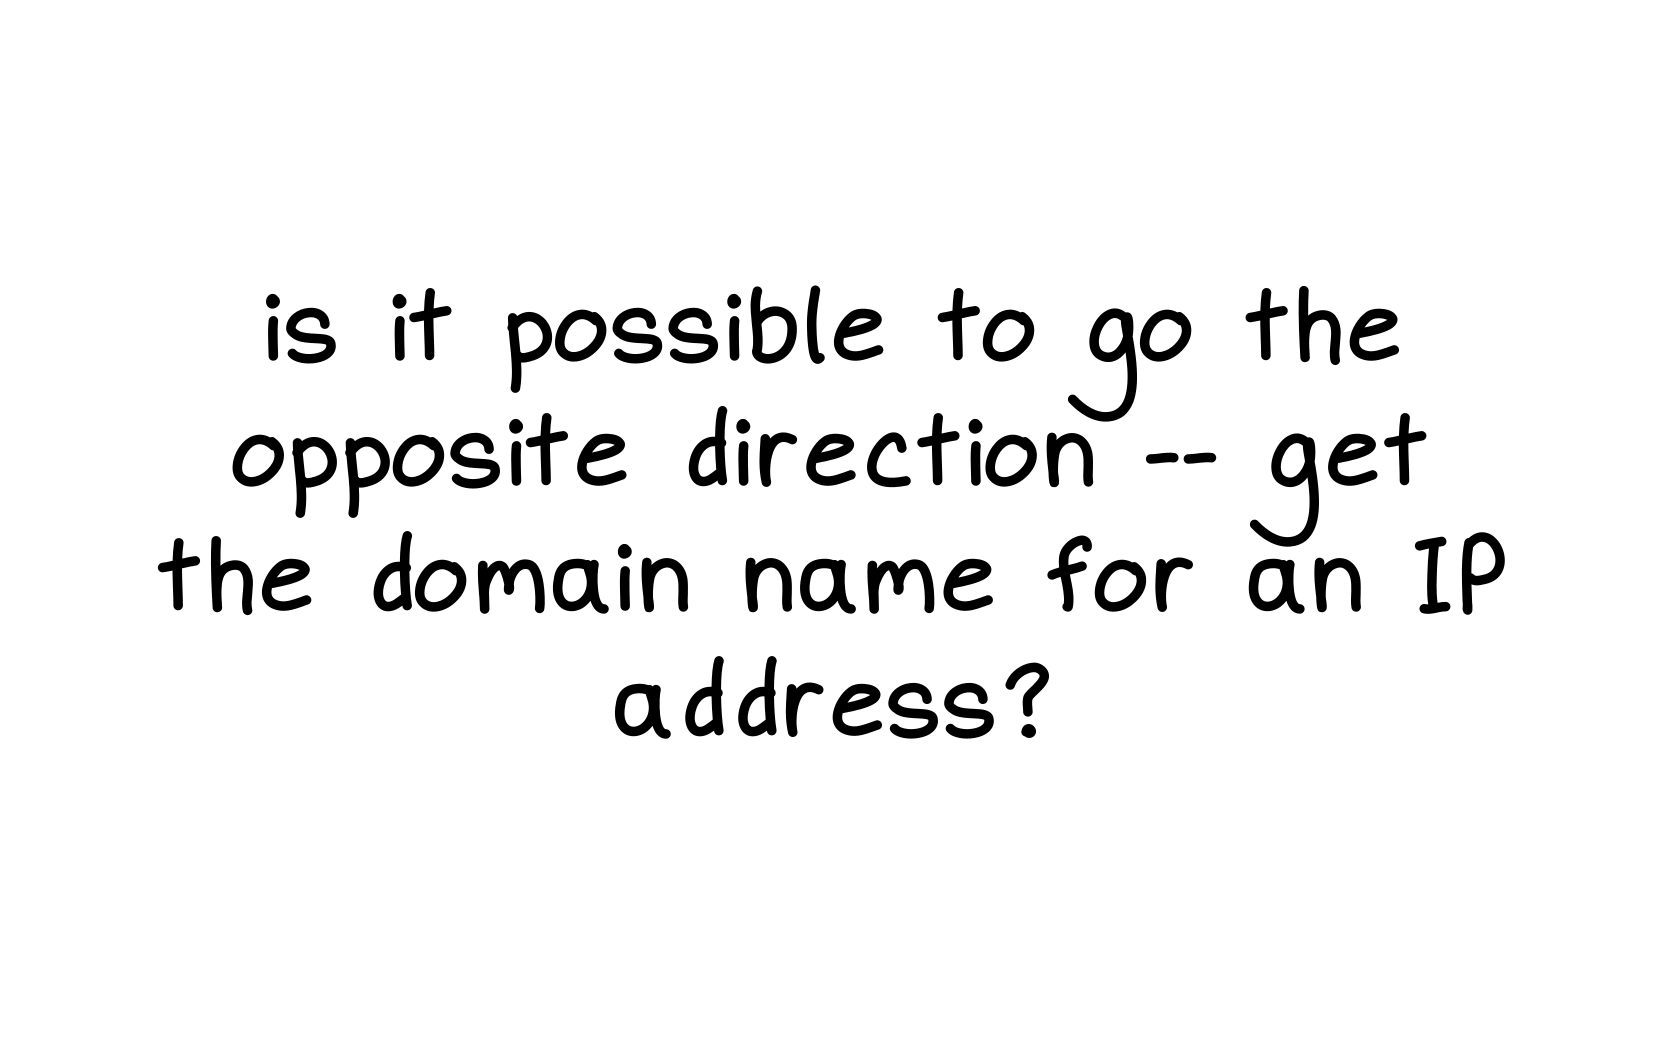 is it possible to go the
opposite direction -- get
the domain name for an IP
address?